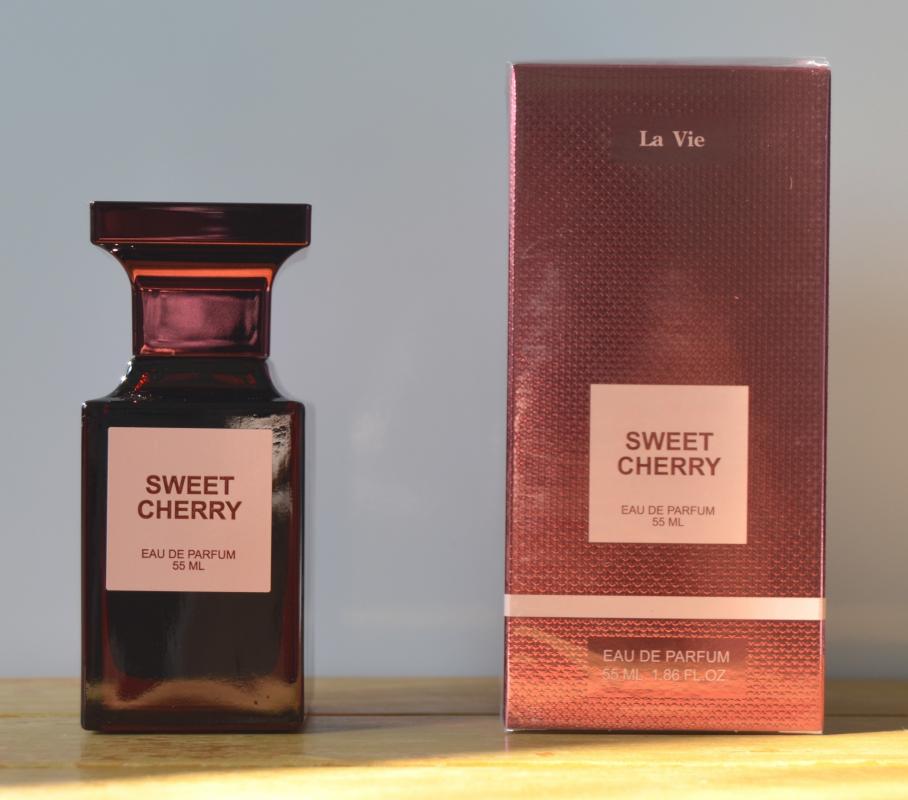 SWEET
CHERRY
EAU DE PARFUM
55 ML
La Vie
SWEET
CHERRY
EAU DE PARFUM
55 ML
EAU DE PARFUM
55 ML 1.86 FL.OZ